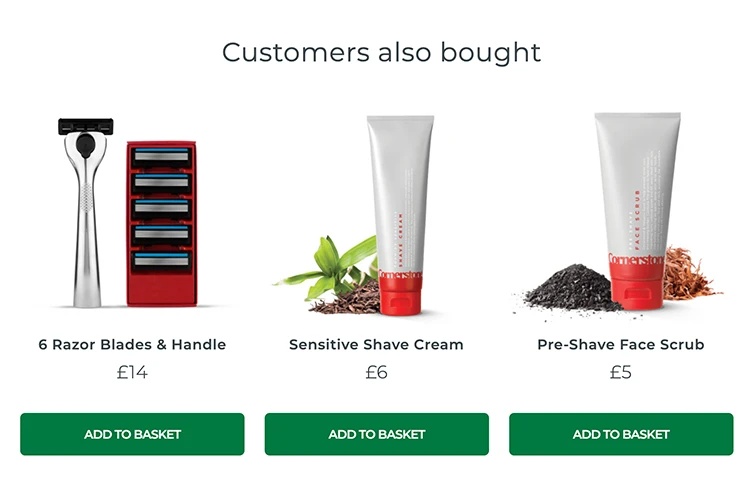 Customers also bought
SHAVE CREAM
Cornerstone
FACE SCRUB
Cornerstone
6 Razor Blades & Handle
Sensitive Shave Cream
Pre-Shave Face Scrub
£14
£6
£5
ADD TO BASKET
ADD TO BASKET
ADD TO BASKET